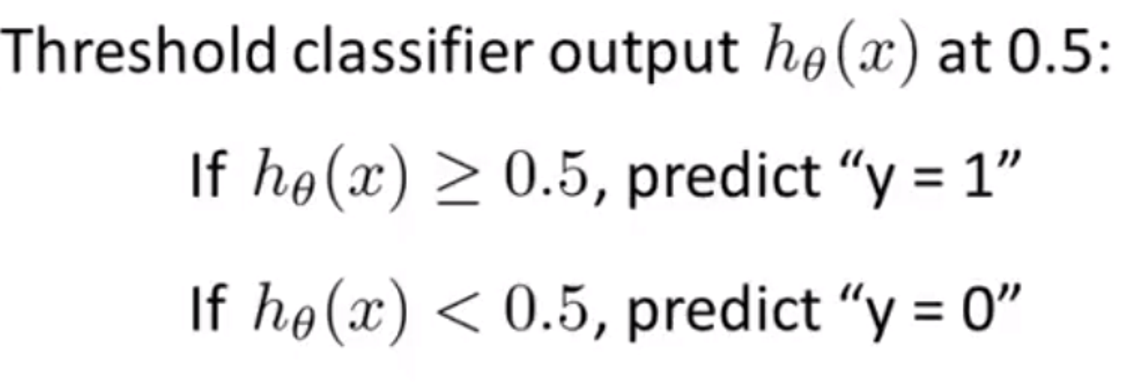 Threshold classifier output hθ(x) at 0.5:
If hθ(x) ≥ 0.5, predict “y = 1”
If hθ(x) < 0.5, predict “y = 0”